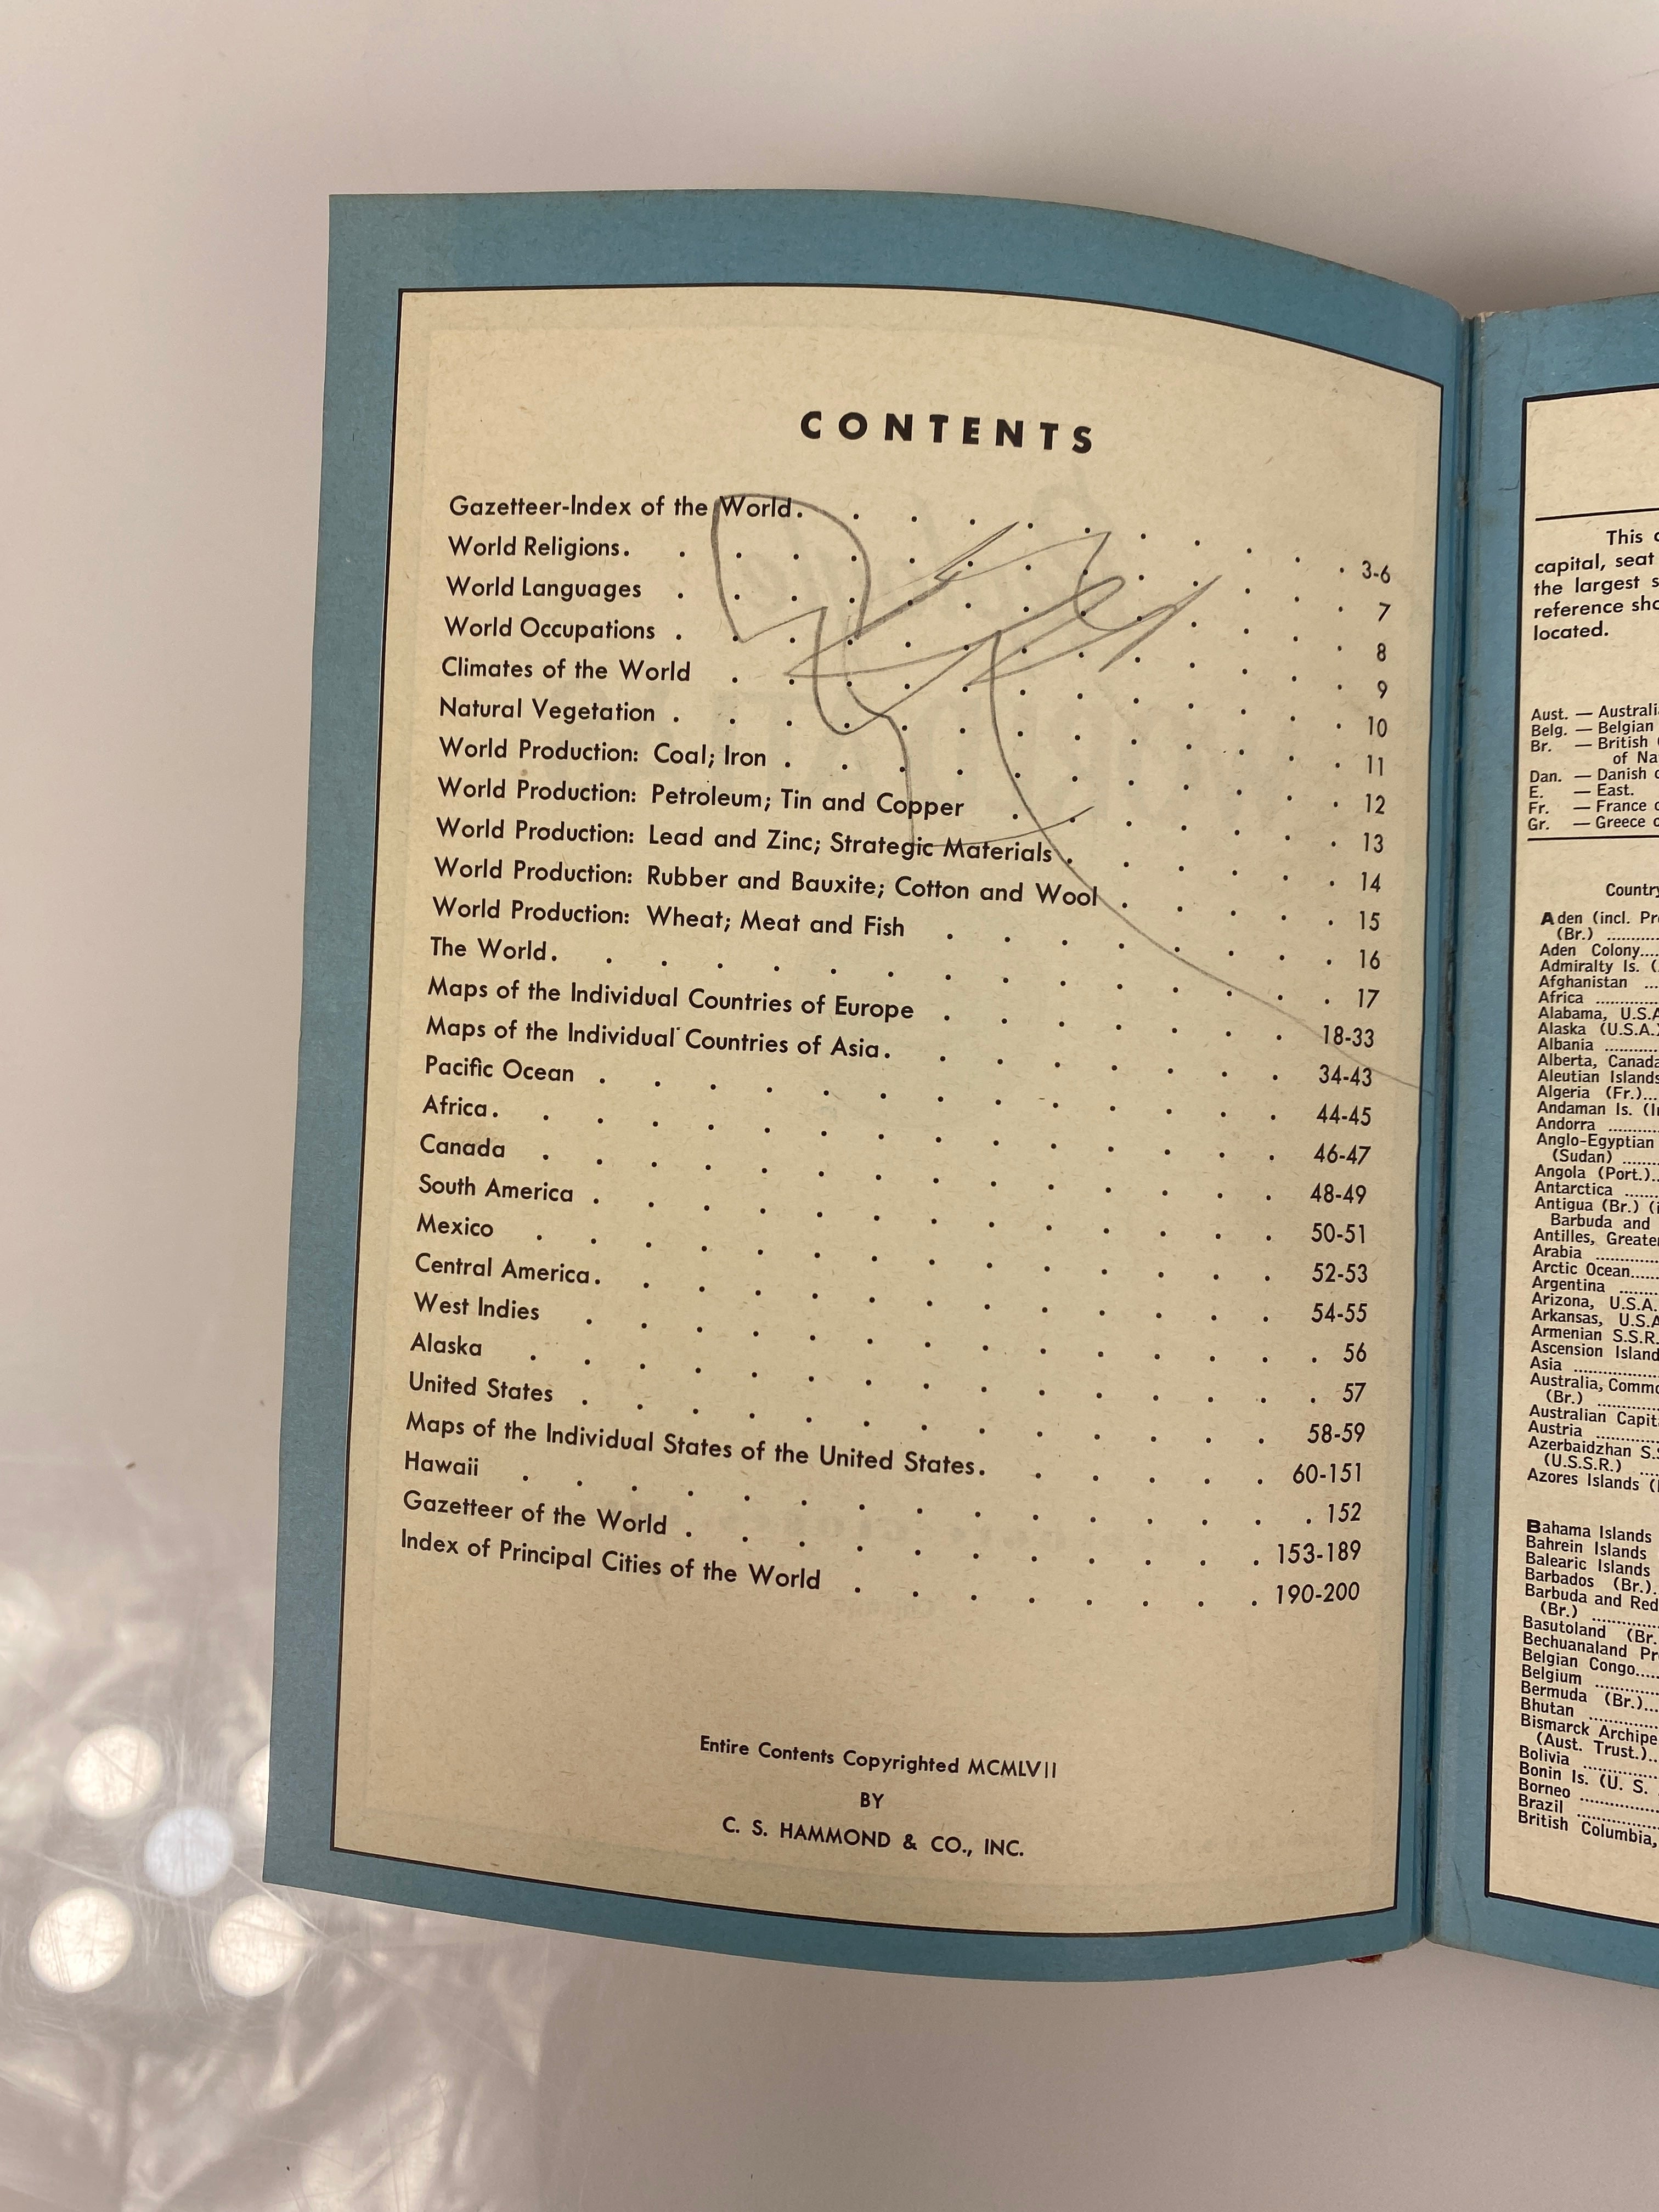 CONTENTS
Gazetteer-Index of the World . . . . . . . . . . 3-6
World Religions . . . . . . . . . . . . . 7
World Languages . . . . . . . . . . . . . 8
World Occupations . . . . . . . . . . . . . 9
Climates of the World . . . . . . . . . . . . 10
Natural Vegetation . . . . . . . . . . . . . 11
World Production: Coal; Iron . . . . . . . . . . . 12
World Production: Petroleum; Tin and Copper . . . . . . . 13
World Production: Lead and Zinc; Strategic Materials . . . . . . 14
World Production: Rubber and Bauxite; Cotton and Wool . . . . . 15
World Production: Wheat; Meat and Fish . . . . . . . . 16
The World . . . . . . . . . . . . . . . 17
Maps of the Individual Countries of Europe . . . . . . . 18-33
Maps of the Individual Countries of Asia . . . . . . . . 34-43
Pacific Ocean . . . . . . . . . . . . . 44-45
Africa . . . . . . . . . . . . . . . 46-47
Canada . . . . . . . . . . . . . . 48-49
South America . . . . . . . . . . . . . 50-51
Mexico . . . . . . . . . . . . . . 52-53
Central America . . . . . . . . . . . . . 54-55
West Indies . . . . . . . . . . . . . . 56
Alaska . . . . . . . . . . . . . . . 57
United States . . . . . . . . . . . . . 58-59
Maps of the Individual States of the United States . . . . . . 60-151
Hawaii . . . . . . . . . . . . . . . 152
Gazetteer of the World . . . . . . . . . . . 153-189
Index of Principal Cities of the World . . . . . . . . 190-200
Entire Contents Copyrighted MCMLVII
BY
C. S. HAMMOND & CO., INC.
This
capital, seat
the largest
reference
located.
Aust. — 
Belg. — Belgian
Br. — British
of
Dan. — Danish
E. — East.
Fr. — France
Gr. — Greece
Country
Aden (incl.
(Br.) ..........
Aden Colony....
Admiralty Is.
Afghanistan ...
Africa ..........
Alabama,
Alaska (U.S.A.)
Albania ..........
Alberta,
Aleutian Islands
Algeria (Fr.)...
Andaman Is.
Andorra ..........
Anglo-Egyptian
(Sudan) .......
Angola (Port.)..
Antarctica ......
Antigua (Br.)
Barbuda and
Antilles,
Arabia ..........
Arctic Ocean......
Argentina .......
Arizona, U.S.A.
Arkansas,
Armenian S.S.R.
Ascension
Asia ............
Australia,
(Br.) ..........
Australian
Austria ..........
Azerbaidzhan
(U.S.S.R.) ....
Azores Islands
Bahama Islands
Bahrein Islands
Balearic Islands
Barbados (Br.).
Barbuda and
(Br.) ..........
Basutoland
Bechuanaland
Belgian Congo.....
Belgium ..........
Bermuda (Br.)...
Bhutan ..........
Bismarck
(Aust. Trust.)..
Bolivia ..........
Bonin Is. (U. S.
Borneo ..........
Brazil ..........
British Columbia,